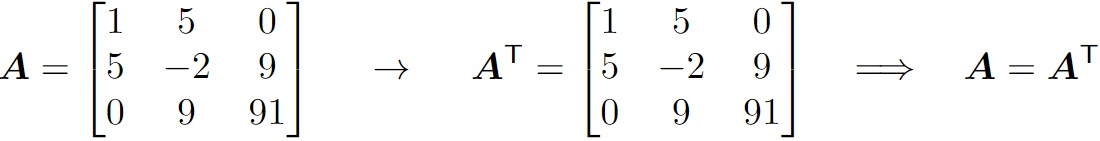 A = [1 5 0; 5 −2 9; 0 9 91] → Aᵀ = [1 5 0; 5 −2 9; 0 9 91] ⟹ A = Aᵀ